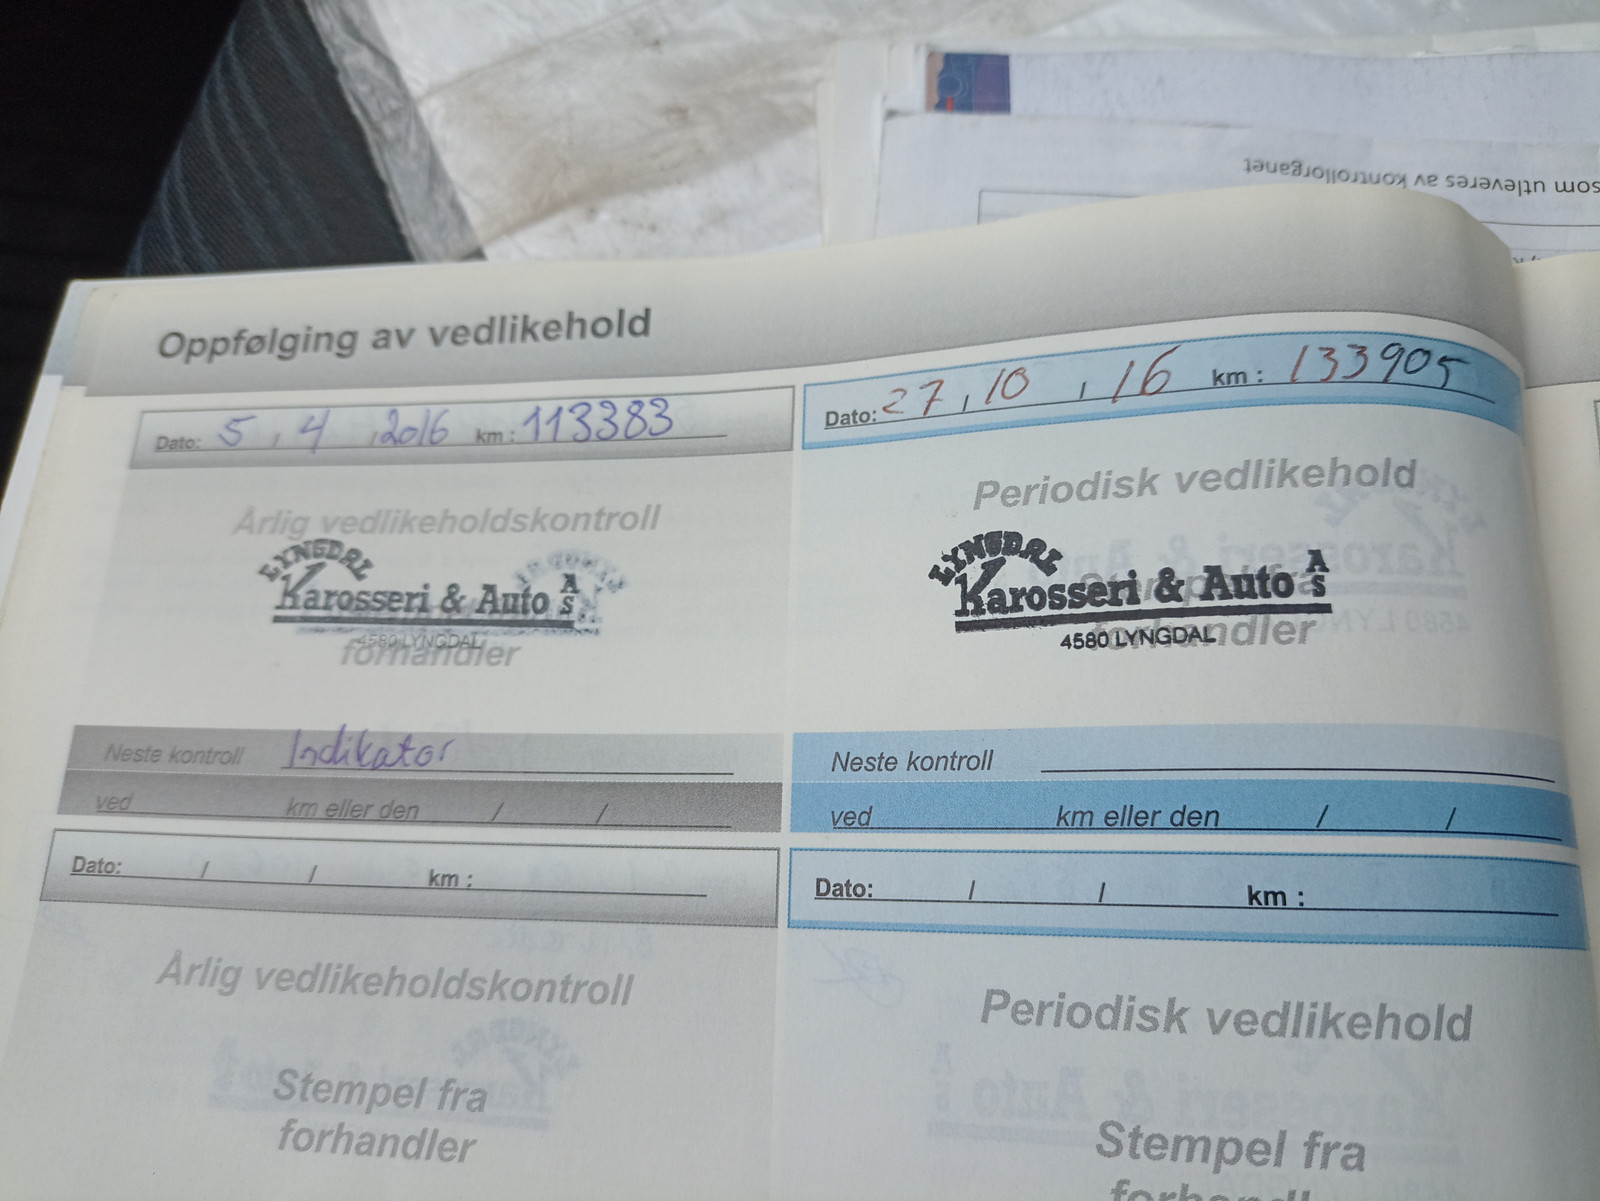 som utleveres av kontrollorganet
Oppfølging av vedlikehold
Dato: 5 , 4 , 2016 km : 113383
Årlig vedlikeholdskontroll
LYNGDAL
Karosseri & Auto AS
4580 LYNGDAL
forhandler
Neste kontroll Indikator
ved km eller den / /
Dato: 27 , 10 , 16 km : 133905
Periodisk vedlikehold
LYNGDAL
Karosseri & Auto AS
4580 LYNGDAL
forhandler
Neste kontroll
ved km eller den / /
Dato: / / km :
Årlig vedlikeholdskontroll
Stempel fra
forhandler
Dato: / / km :
Periodisk vedlikehold
Stempel fra
forhandler